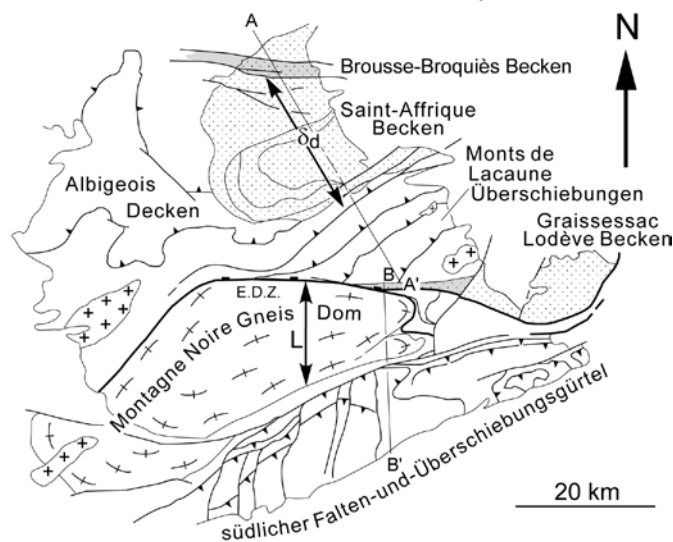 A
N
Brousse-Broquiès Becken
Saint-Affrique
Becken
δd
Monts de
Lacaune
Überschiebungen
Albigeois
Decken
Graissessac
Lodève Becken
B
A'
E.D.Z.
Montagne Noire Gneis Dom
L
B'
20 km
südlicher Falten-und-Überschiebungsgürtel